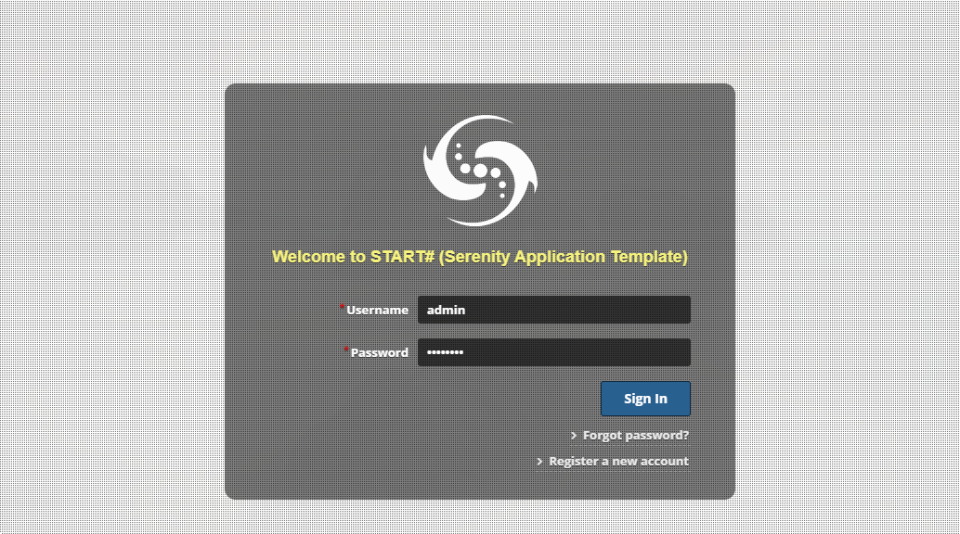 Welcome to START# (Serenity Application Template)
*Username admin
*Password ••••••••
Sign In
> Forgot password?
> Register a new account